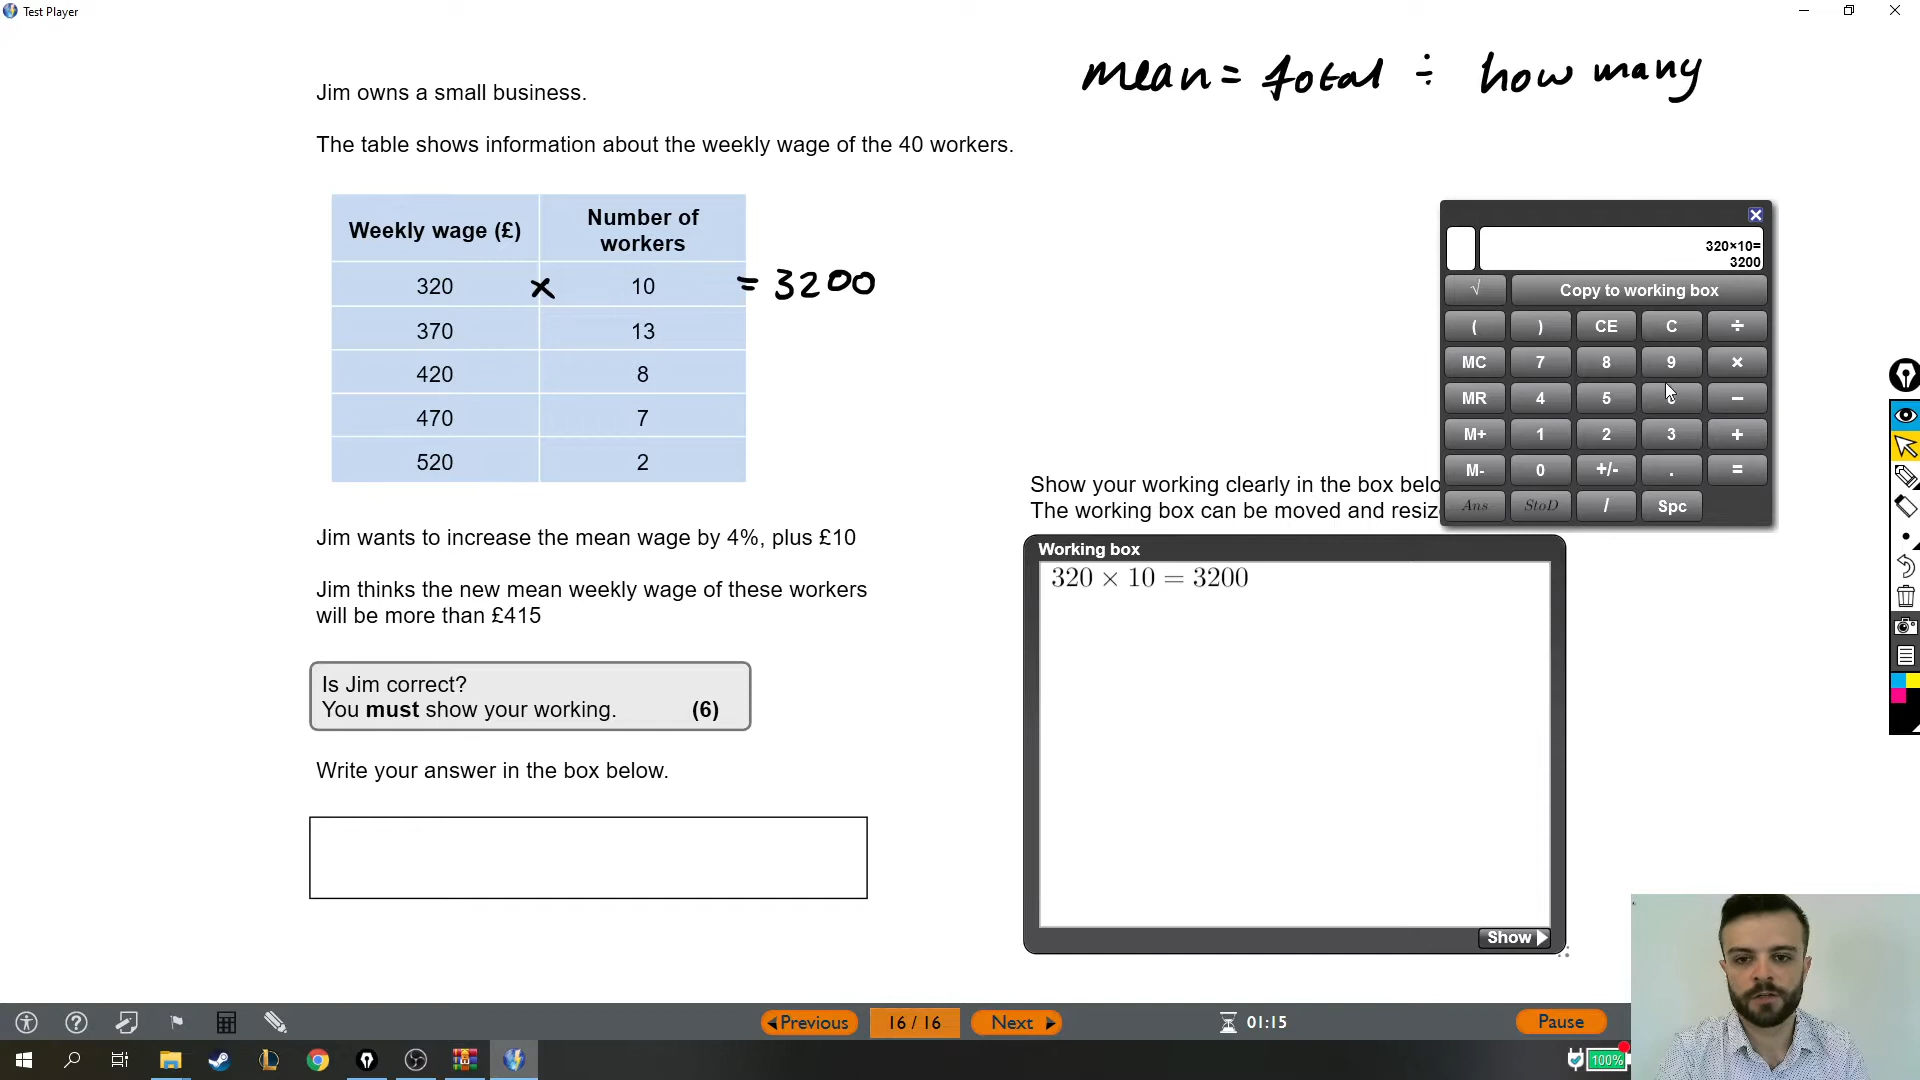 Test Player
mean = total ÷ how many
Jim owns a small business.
The table shows information about the weekly wage of the 40 workers.
Weekly wage (£) Number of workers
320 × 10 = 3200
370 13
420 8
470 7
520 2
Jim wants to increase the mean wage by 4%, plus £10
Jim thinks the new mean weekly wage of these workers
will be more than £415
Is Jim correct?
You must show your working. (6)
Write your answer in the box below.
320×10=
3200
√ Copy to working box
( ) CE C ÷
MC 7 8 9 ×
MR 4 5 −
M+ 1 2 3 +
M- 0 +/- . =
Ans StoD / Spc
Show your working clearly in the box belo
The working box can be moved and resiz
Working box
320 × 10 = 3200
Show
Previous 16 / 16 Next 01:15 Pause
100%